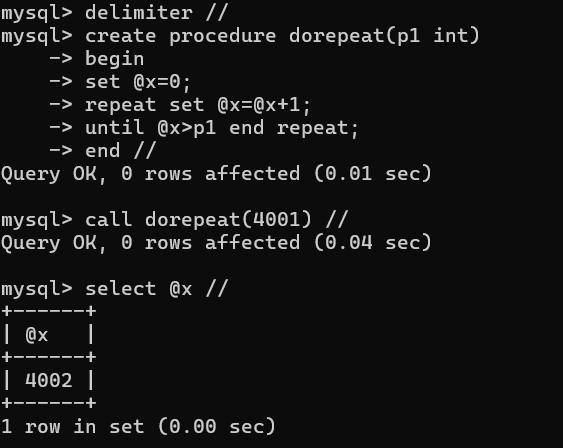 mysql> delimiter //
mysql> create procedure dorepeat(p1 int)
    -> begin
    -> set @x=0;
    -> repeat set @x=@x+1;
    -> until @x>p1 end repeat;
    -> end //
Query OK, 0 rows affected (0.01 sec)

mysql> call dorepeat(4001) //
Query OK, 0 rows affected (0.04 sec)

mysql> select @x //
+------+
| @x   |
+------+
| 4002 |
+------+
1 row in set (0.00 sec)